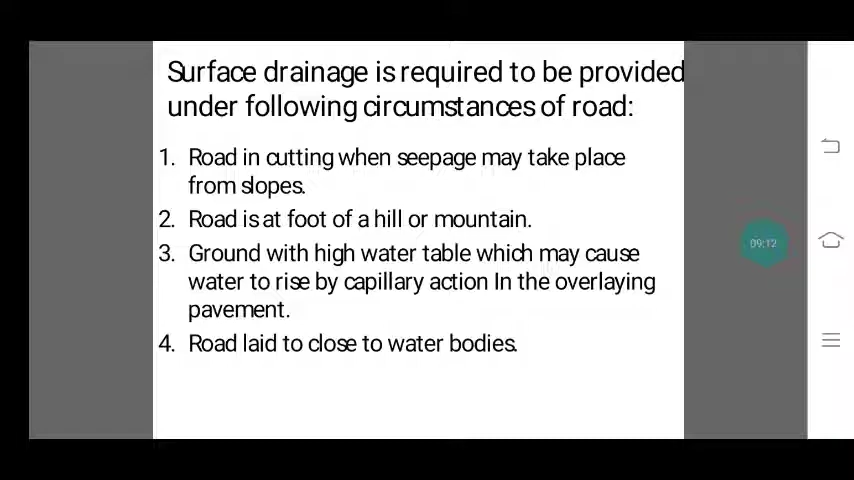 Surface drainage is required to be provided
under following circumstances of road:
1. Road in cutting when seepage may take place
from slopes.
2. Road is at foot of a hill or mountain.
3. Ground with high water table which may cause
water to rise by capillary action In the overlaying
pavement.
4. Road laid to close to water bodies.
09:12